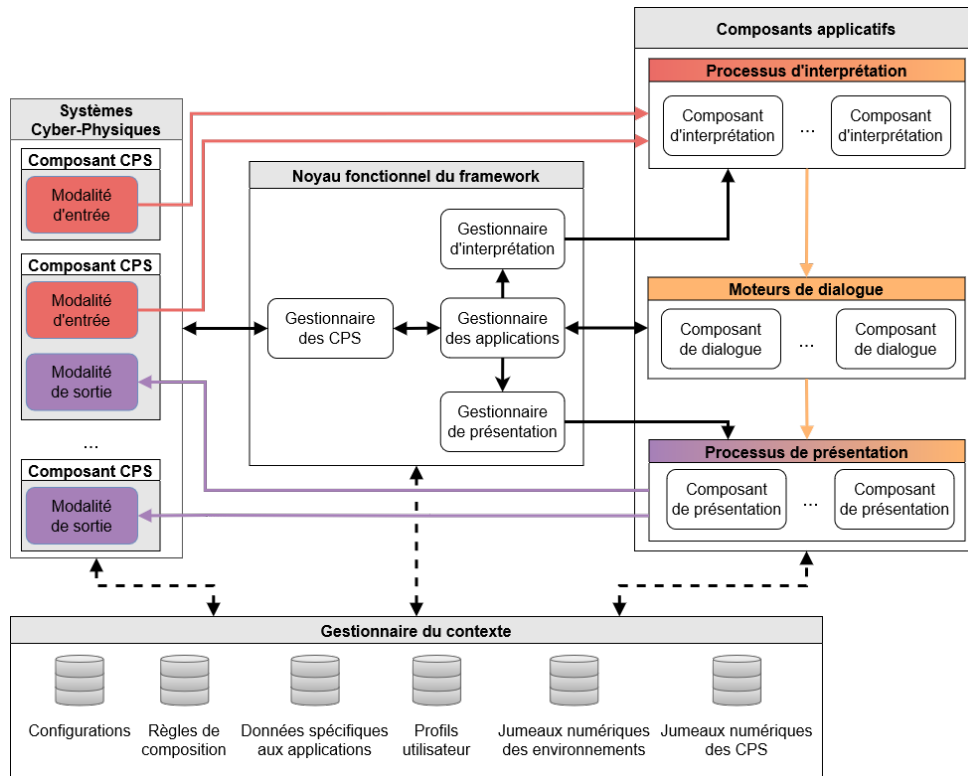 Systèmes
Cyber-Physiques
Composant CPS
Modalité
d'entrée
Composant CPS
Modalité
d'entrée
Modalité
de sortie
...
Composant CPS
Modalité
de sortie
Noyau fonctionnel du framework
Gestionnaire
des CPS
Gestionnaire
d'interprétation
Gestionnaire
des applications
Gestionnaire
de présentation
Composants applicatifs
Processus d'interprétation
Composant
d'interprétation
...
Composant
d'interprétation
Moteurs de dialogue
Composant
de dialogue
...
Composant
de dialogue
Processus de présentation
Composant
de présentation
...
Composant
de présentation
Gestionnaire du contexte
Configurations
Règles de
composition
Données spécifiques
aux applications
Profils
utilisateur
Jumeaux numériques
des environnements
Jumeaux numériques
des CPS